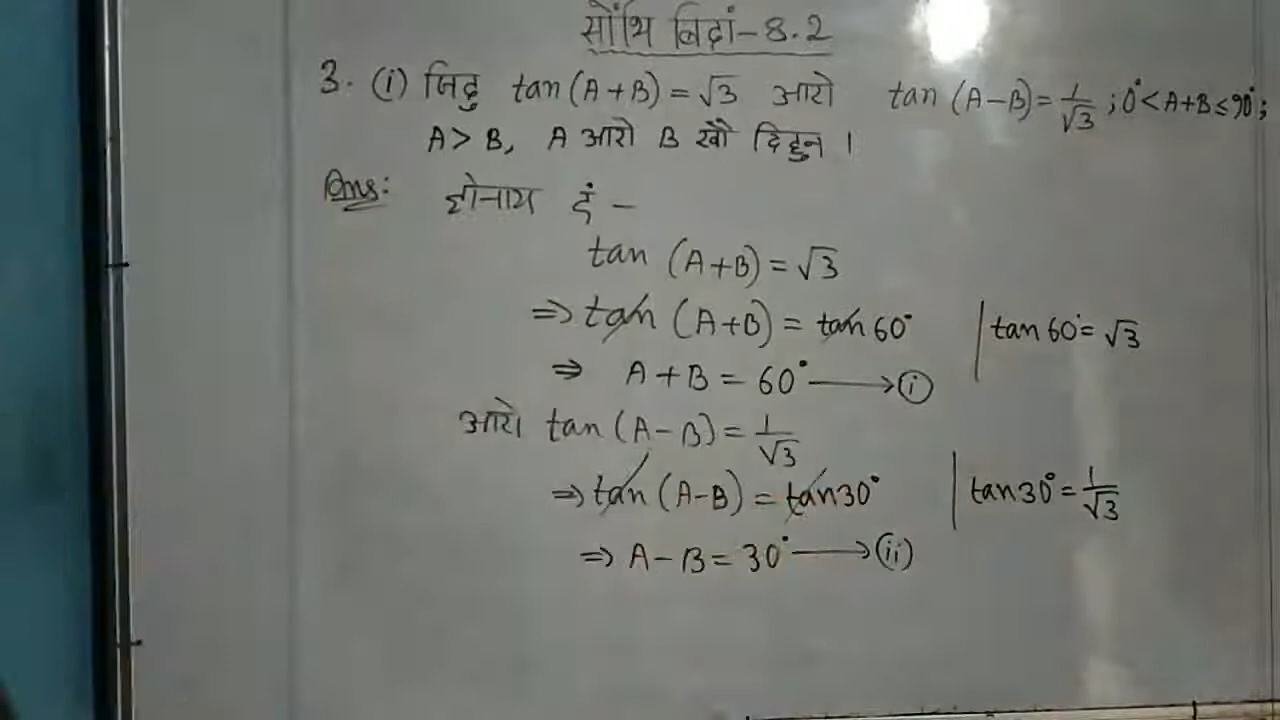 सोंथि बिदां-8.2
3. (i) जिदु tan (A+B) = √3 आरो tan (A-B) = 1/√3 ; 0° < A+B ≤ 90°;
A > B, A आरो B खौ दिहुन ।
Ans: होनाय दं -
tan (A+B) = √3
⇒ tan (A+B) = tan 60° | tan 60° = √3
⇒ A+B = 60° ⟶ (i)
आरो tan (A-B) = 1/√3
⇒ tan (A-B) = tan 30° | tan 30° = 1/√3
⇒ A-B = 30° ⟶ (ii)